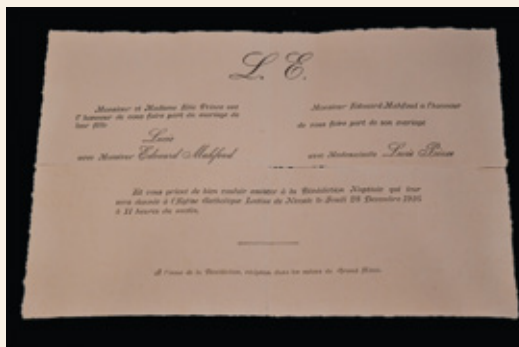 L. E.
Monsieur et Madame Elie Prince ont
l'honneur de vous faire part du mariage de
leur fille
Lucie
avec Monsieur Edouard Mahfoud
Monsieur Edouard Mahfoud a l'honneur
de vous faire part de son mariage
avec Mademoiselle Lucie Prince
Et vous prient de bien vouloir assister à la Bénédiction Nuptiale qui leur
sera donnée à l'Eglise Catholique Latine de le Jeudi 28 Decembre
à 11 heures du matin.
A l'issue de la Bénédiction, réception dans les salons du Grand Hôtel.